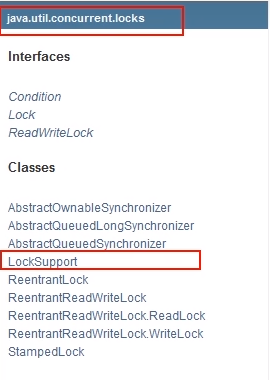 java.util.concurrent.locks
Interfaces
Condition
Lock
ReadWriteLock
Classes
AbstractOwnableSynchronizer
AbstractQueuedLongSynchronizer
AbstractQueuedSynchronizer
LockSupport
ReentrantLock
ReentrantReadWriteLock
ReentrantReadWriteLock.ReadLock
ReentrantReadWriteLock.WriteLock
StampedLock